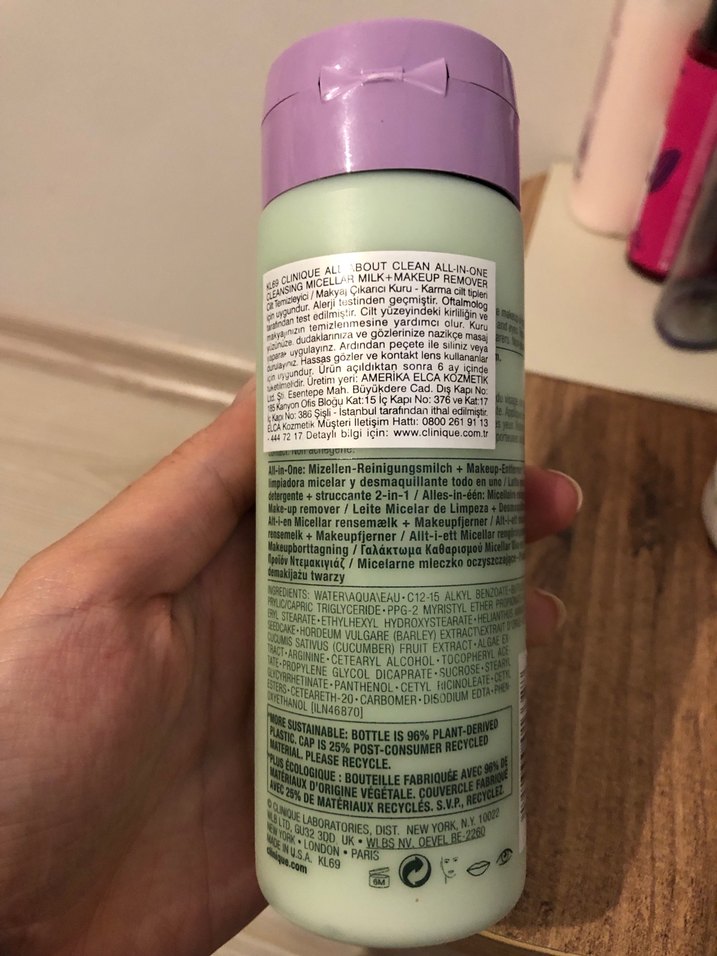 KL69 CLINIQUE ALL ABOUT CLEAN ALL-IN-ONE
CLEANSING MICELLAR MILK+MAKEUP REMOVER
Cilt Temizleyici / Makyaj Çıkarıcı Kuru - Karma cilt tipleri
için uygundur. Alerji testinden geçmiştir. Oftalmolog
tarafından test edilmiştir. Cilt yüzeyindeki kirliliğin ve
makyajınızın temizlenmesine yardımcı olur. Kuru
yüzünüze, dudaklarınıza ve gözlerinize nazikçe masaj
yaparak uygulayınız. Ardından peçete ile siliniz veya
durulayınız. Hassas gözler ve kontakt lens kullananlar
için uygundur. Ürün açıldıktan sonra 6 ay içinde
tüketilmelidir. Üretim yeri: AMERİKA ELCA KOZMETİK
Ltd. Şti. Esentepe Mah. Büyükdere Cad. Dış Kapı No:
185 Kanyon Ofis Bloğu Kat:15 İç Kapı No: 376 ve Kat:17
İç Kapı No: 386 Şişli - İstanbul tarafından ithal edilmiştir.
ELCA Kozmetik Müşteri İletişim Hattı: 0800 261 91 13
- 444 72 17 Detaylı bilgi için: www.clinique.com.tr
contact. Non acnégène.
All-in-One: Mizellen-Reinigungsmilch + Makeup-Entferner
limpiadora micelar y desmaquillante todo en uno /
detergente + struccante 2-in-1 / Alles-in-één:
Make-up remover / Leite Micelar de Limpeza +
Alt-i-en Micellar rensemælk + Makeupfjerner /
rensemelk + Makeupfjerner / Allt-i-ett Micellar
Makeupborttagning / Γαλάκτωμα Καθαρισμού Micellar
Προϊόν Ντεμακιγιάζ / Micelarne mleczko oczyszczające
demakijażu twarzy
INGREDIENTS: WATER\AQUA\EAU • C12-15 ALKYL BENZOATE •
PRYLIC/CAPRIC TRIGLYCERIDE • PPG-2 MYRISTYL ETHER
ERYL STEARATE • ETHYLHEXYL HYDROXYSTEARATE • HELIANTHUS
SEEDCAKE • HORDEUM VULGARE (BARLEY) EXTRACT\EXTRAIT
CUCUMIS SATIVUS (CUCUMBER) FRUIT EXTRACT • ALGAE EX
TRACT • ARGININE • CETEARYL ALCOHOL • TOCOPHERYL ACE
TATE • PROPYLENE GLYCOL DICAPRATE • SUCROSE • STEARYL
GLYCYRRHETINATE • PANTHENOL • CETYL RICINOLEATE • CETYL
ESTERS • CETEARETH-20 • CARBOMER • DISODIUM EDTA • PHEN-
OXYETHANOL [ILN46870]
*MORE SUSTAINABLE: BOTTLE IS 96% PLANT-DERIVED
PLASTIC. CAP IS 25% POST-CONSUMER RECYCLED
MATERIAL. PLEASE RECYCLE.
*PLUS ÉCOLOGIQUE : BOUTEILLE FABRIQUÉE AVEC 96% DE
MATÉRIAUX D'ORIGINE VÉGÉTALE. COUVERCLE FABRIQUÉ
AVEC 25% DE MATÉRIAUX RECYCLÉS. S.V.P., RECYCLEZ.
© CLINIQUE LABORATORIES, DIST. NEW YORK, N.Y. 10022
WLB LTD, GU32 3DD, UK • WLBS NV, OEVEL BE-2260
NEW YORK • LONDON • PARIS
MADE IN U.S.A. KL69
clinique.com
6M